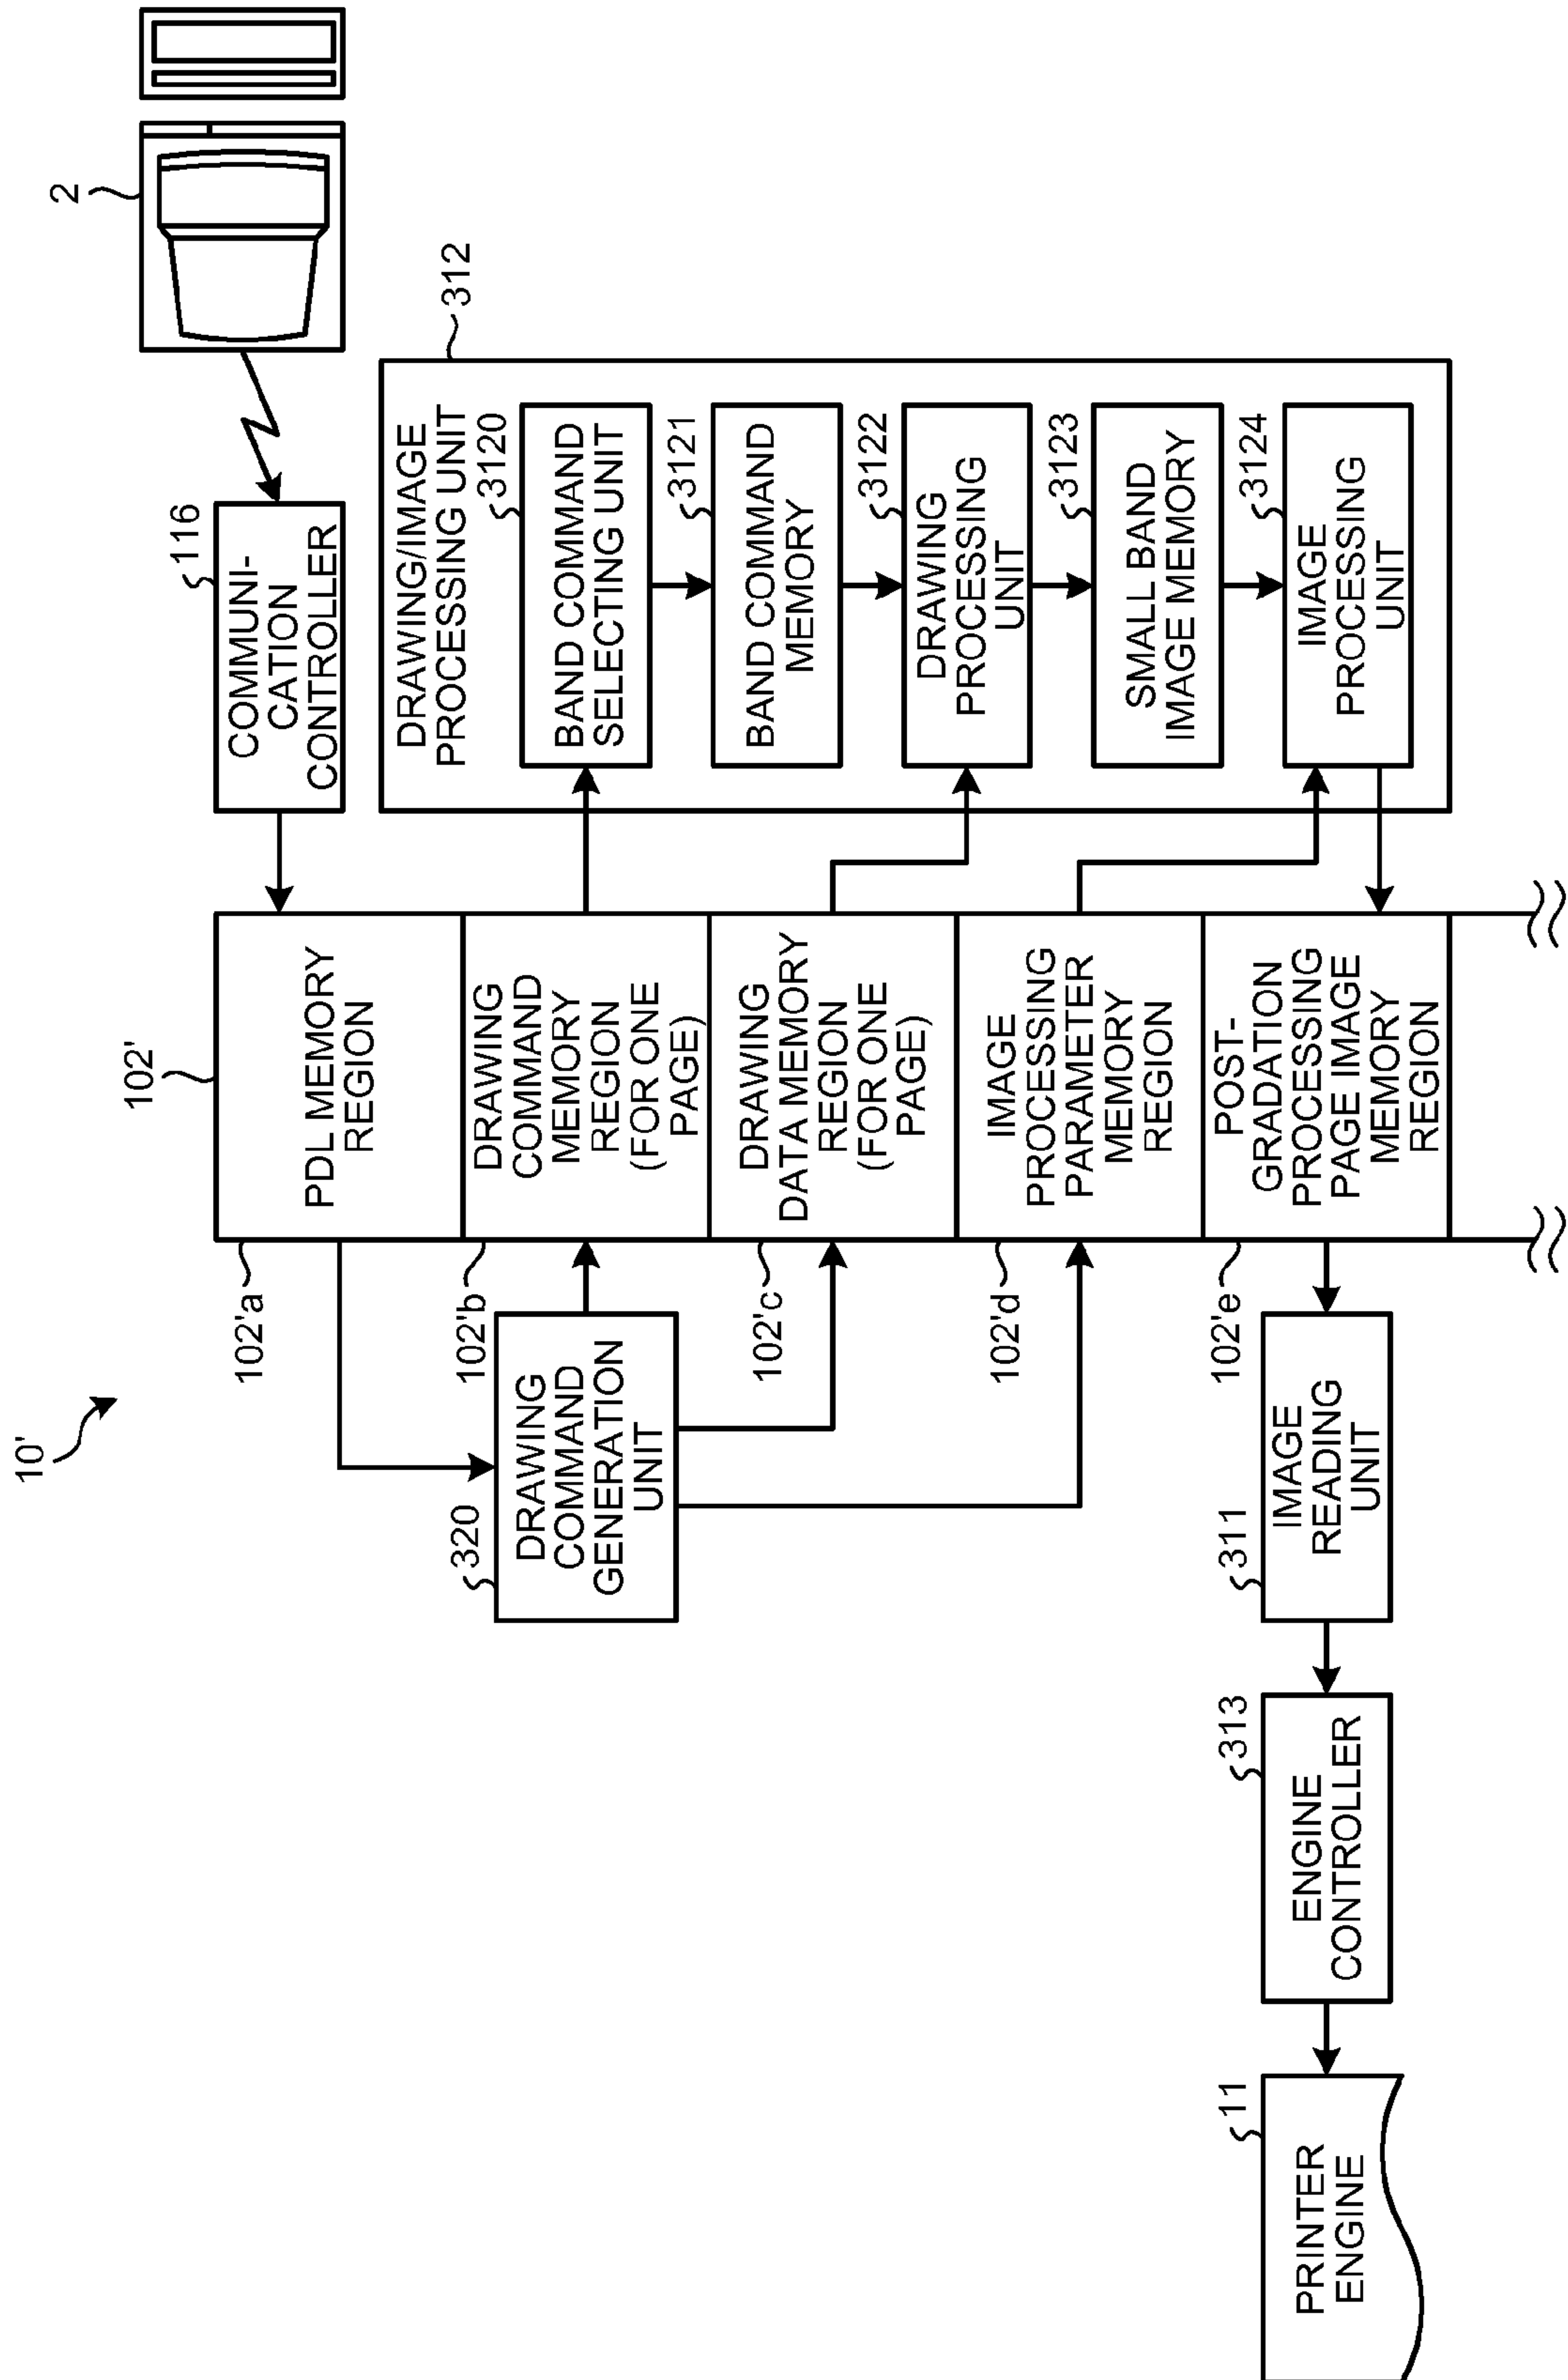 10'
2
116
COMMUNI-
CATION
CONTROLLER
102'
102'a
PDL MEMORY
REGION
102'b
DRAWING
COMMAND
MEMORY
REGION
(FOR ONE
PAGE)
102'c
DRAWING
DATA MEMORY
REGION
(FOR ONE
PAGE)
102'd
IMAGE
PROCESSING
PARAMETER
MEMORY
REGION
102'e
POST-
GRADATION
PROCESSING
PAGE IMAGE
MEMORY
REGION
312
DRAWING/IMAGE
PROCESSING UNIT
3120
BAND COMMAND
SELECTING UNIT
3121
BAND COMMAND
MEMORY
3122
DRAWING
PROCESSING
UNIT
3123
SMALL BAND
IMAGE MEMORY
3124
IMAGE
PROCESSING
UNIT
320
DRAWING
COMMAND
GENERATION
UNIT
311
IMAGE
READING
UNIT
313
ENGINE
CONTROLLER
11
PRINTER
ENGINE